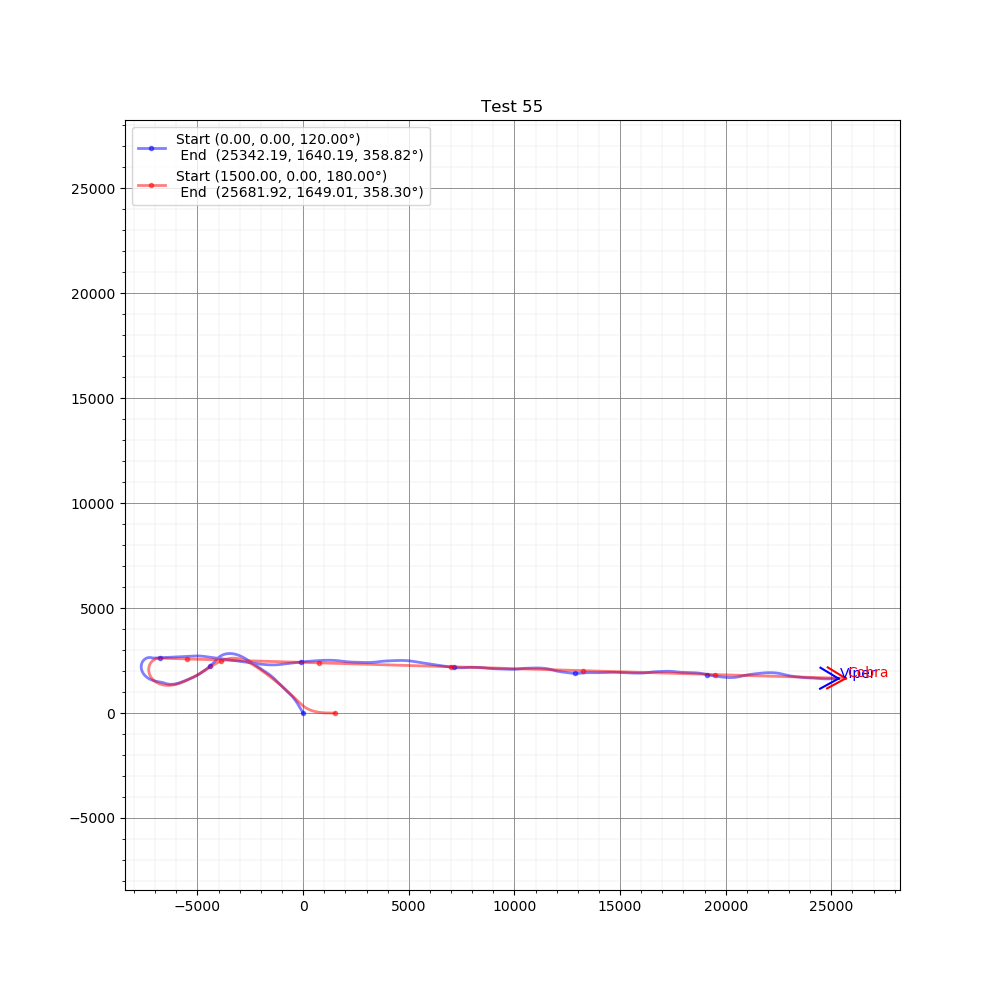 Test 55
Start (0.00, 0.00, 120.00°)
End  (25342.19, 1640.19, 358.82°)
Start (1500.00, 0.00, 180.00°)
End  (25681.92, 1649.01, 358.30°)
25000
20000
15000
10000
5000
0
−5000
Viper
Cobra
−5000 0 5000 10000 15000 20000 25000